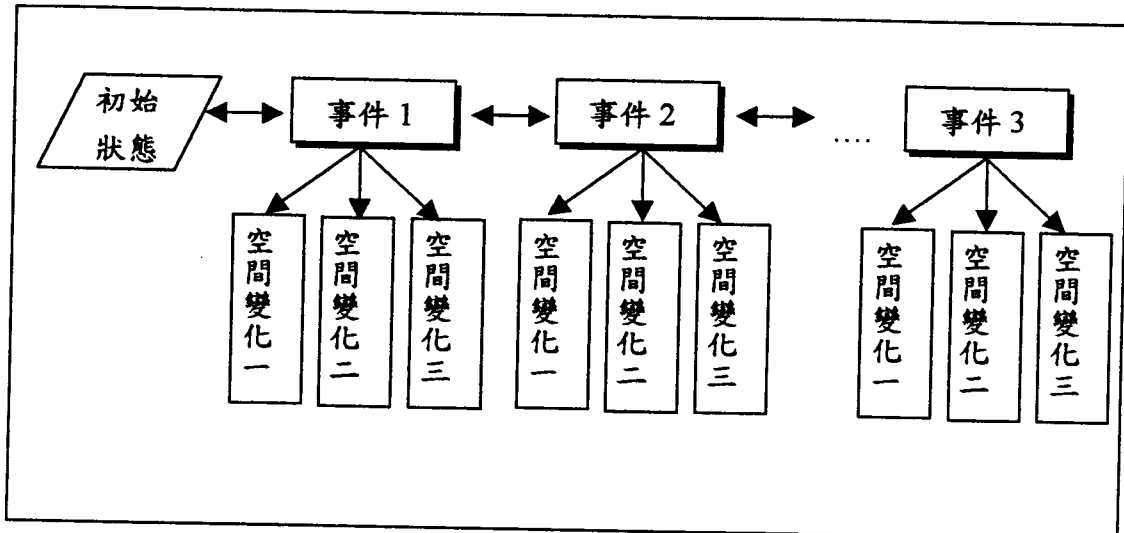 初始
狀態
事件 1
事件 2
....
事件 3
空間變化一
空間變化二
空間變化三
空間變化一
空間變化二
空間變化三
空間變化一
空間變化二
空間變化三